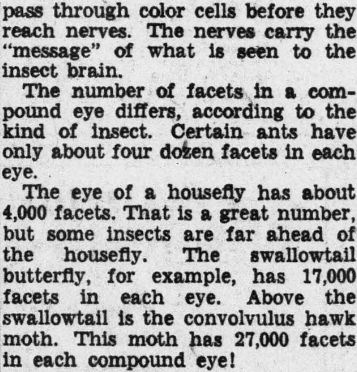 pass through color cells before they
reach nerves. The nerves carry the
"message" of what is seen to the
insect brain.
The number of facets in a com-
pound eye differs, according to the
kind of insect. Certain ants have
only about four dozen facets in each
eye.
The eye of a housefly has about
4,000 facets. That is a great number,
but some insects are far ahead of
the housefly. The swallowtail
butterfly, for example, has 17,000
facets in each eye. Above the
swallowtail is the convolvulus hawk
moth. This moth has 27,000 facets
in each compound eye!